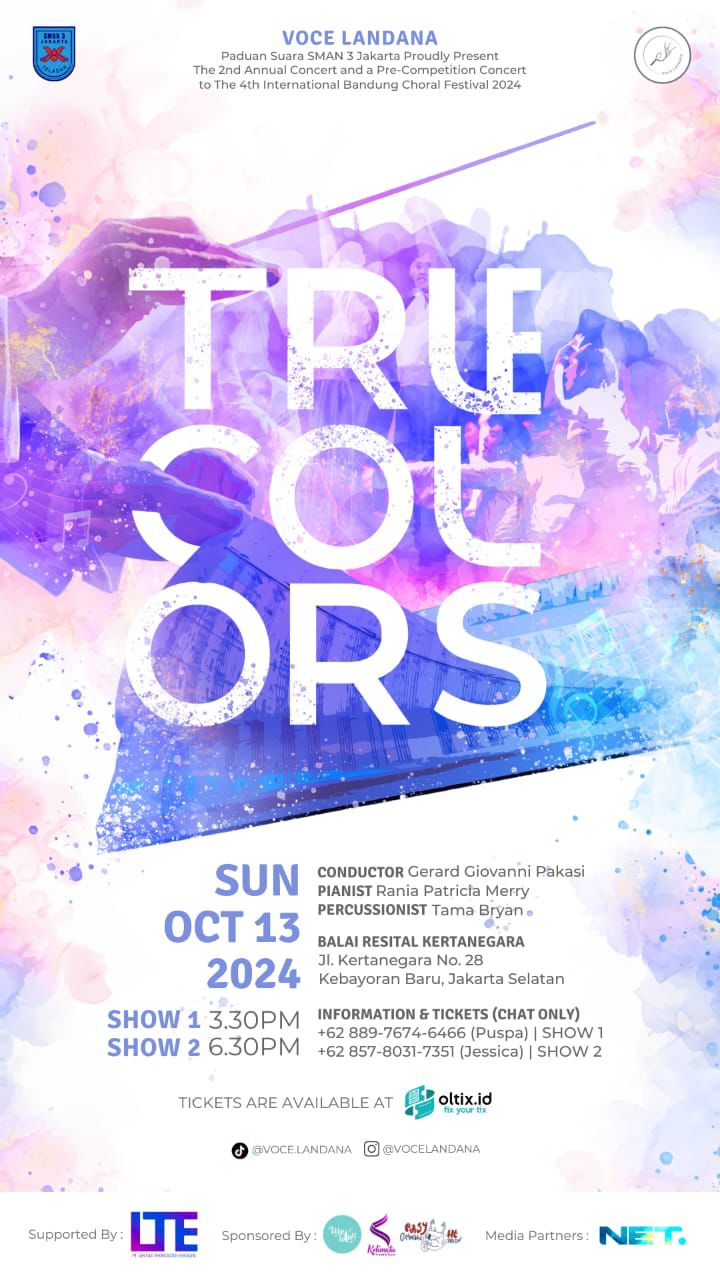 SMAN 3
JAKARTA
TELADAN
VOCE LANDANA
Paduan Suara SMAN 3 Jakarta Proudly Present
The 2nd Annual Concert and a Pre-Competition Concert
to The 4th International Bandung Choral Festival 2024
TRUE
COL
ORS
SUN
OCT 13
2024
SHOW 1 3.30PM
SHOW 2 6.30PM
CONDUCTOR Gerard Giovanni Pakasi
PIANIST Rania Patricia Merry
PERCUSSIONIST Tama Bryan
BALAI RESITAL KERTANEGARA
Jl. Kertanegara No. 28
Kebayoran Baru, Jakarta Selatan
INFORMATION & TICKETS (CHAT ONLY)
+62 889-7674-6466 (Puspa) | SHOW 1
+62 857-8031-7351 (Jessica) | SHOW 2
TICKETS ARE AVAILABLE AT oltix.id
fix your tix
@VOCE.LANDANA @VOCELANDANA
Supported By : LTE
Sponsored By :
Media Partners : NET.